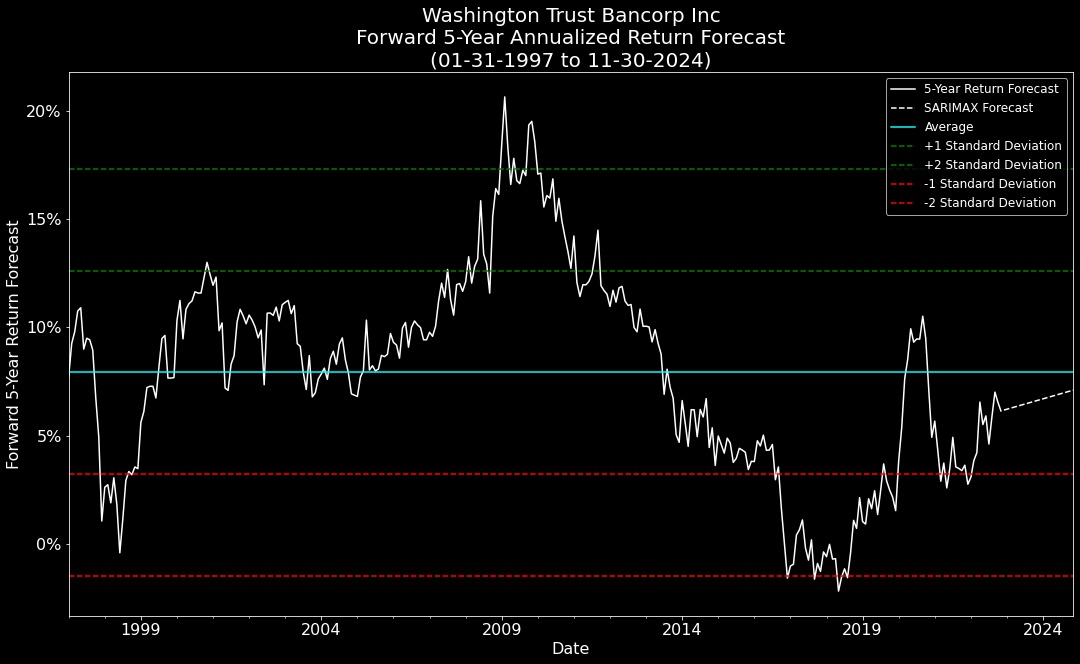 Washington Trust Bancorp Inc
Forward 5-Year Annualized Return Forecast
(01-31-1997 to 11-30-2024)
5-Year Return Forecast
SARIMAX Forecast
Average
+1 Standard Deviation
+2 Standard Deviation
-1 Standard Deviation
-2 Standard Deviation
Forward 5-Year Return Forecast
20%
15%
10%
5%
0%
1999
2004
2009
2014
2019
2024
Date